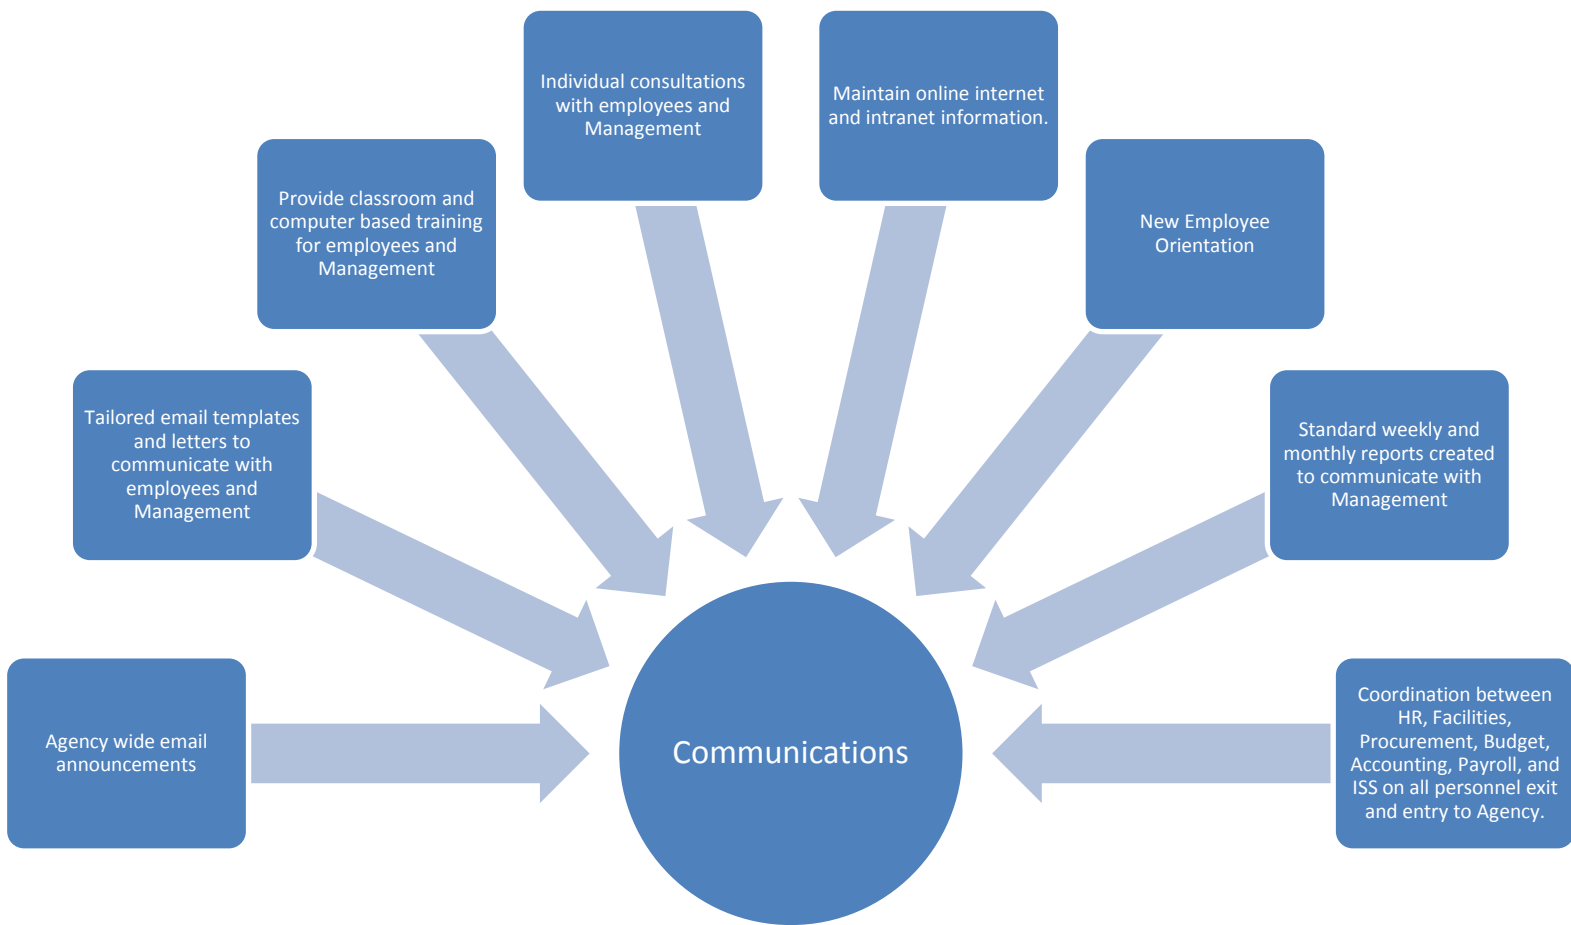 Individual consultations
with employees and
Management
Maintain online internet
and intranet information.
Provide classroom and
computer based training
for employees and
Management
New Employee
Orientation
Tailored email templates
and letters to
communicate with
employees and
Management
Standard weekly and
monthly reports created
to communicate with
Management
Agency wide email
announcements
Communications
Coordination between
HR, Facilities,
Procurement, Budget,
Accounting, Payroll, and
ISS on all personnel exit
and entry to Agency.